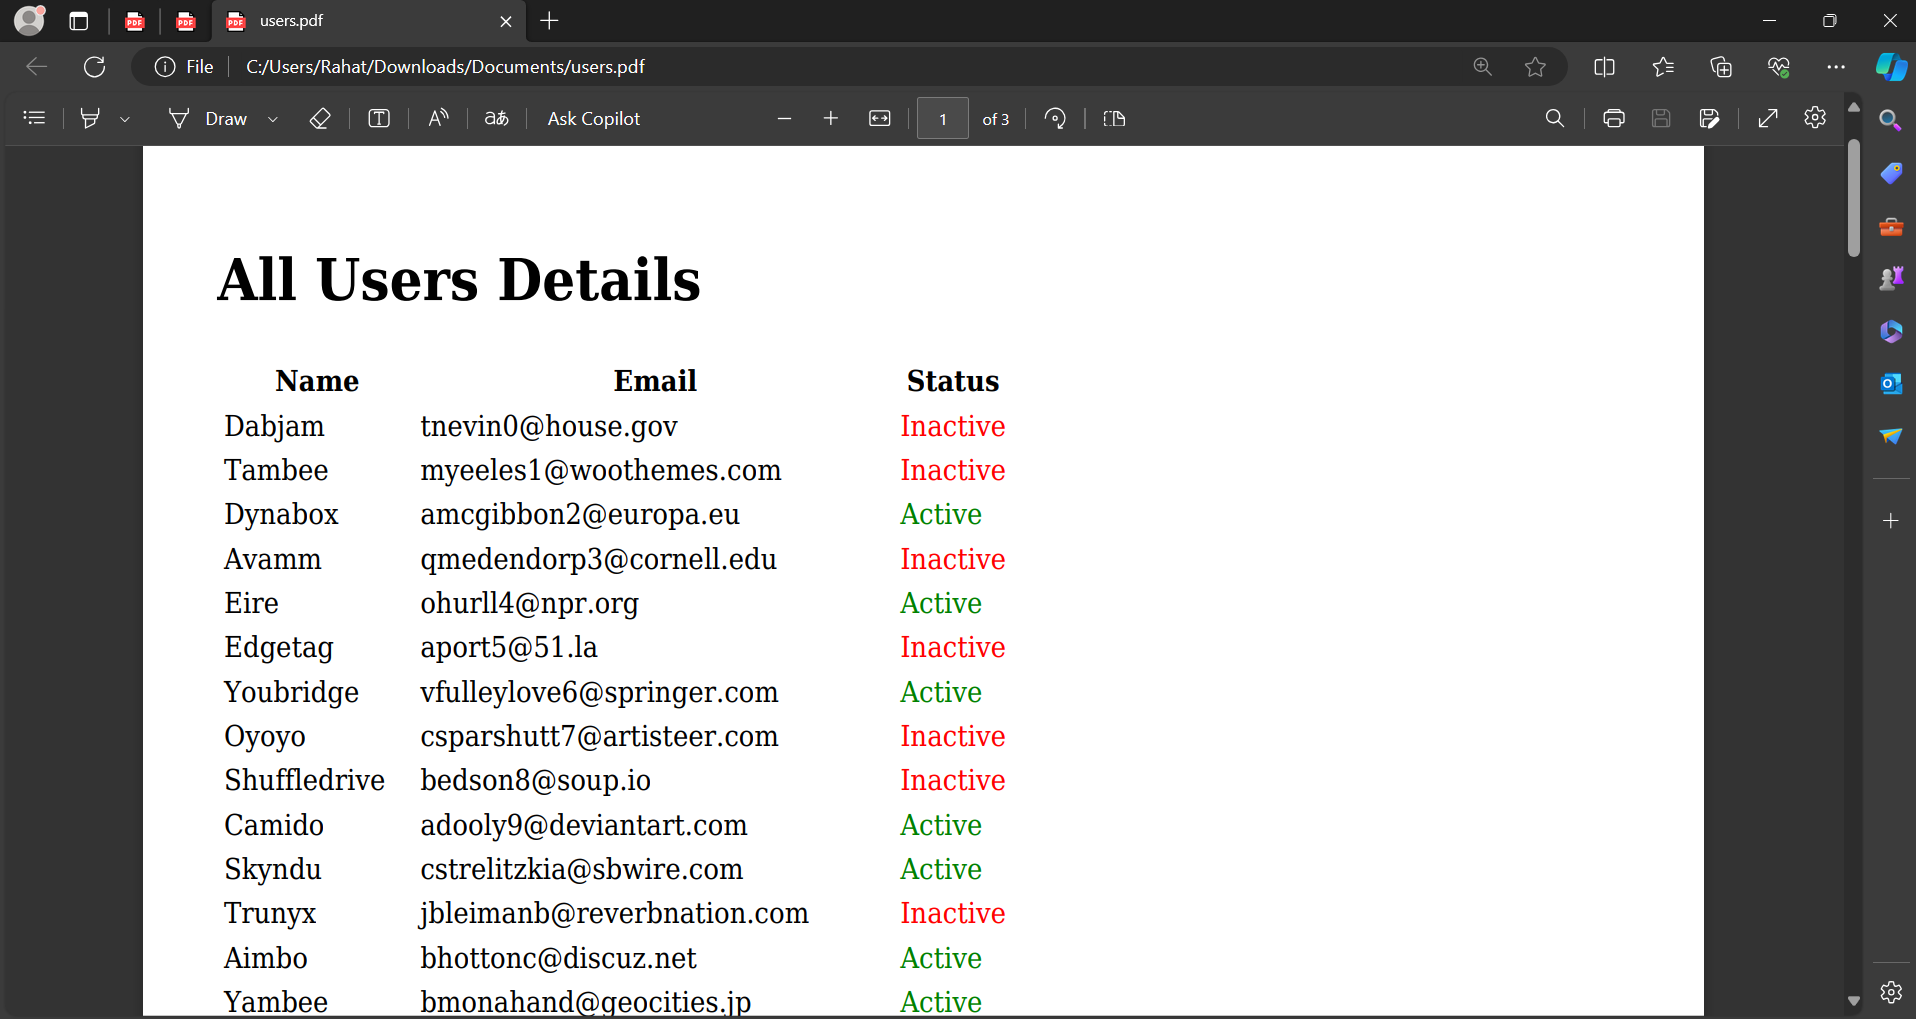 users.pdf
File C:/Users/Rahat/Downloads/Documents/users.pdf
Draw Ask Copilot 1 of 3
All Users Details
Name Email Status
Dabjam tnevin0@house.gov Inactive
Tambee myeeles1@woothemes.com Inactive
Dynabox amcgibbon2@europa.eu Active
Avamm qmedendorp3@cornell.edu Inactive
Eire ohurll4@npr.org Active
Edgetag aport5@51.la Inactive
Youbridge vfulleylove6@springer.com Active
Oyoyo csparshutt7@artisteer.com Inactive
Shuffledrive bedson8@soup.io Inactive
Camido adooly9@deviantart.com Active
Skyndu cstrelitzkia@sbwire.com Active
Trunyx jbleimanb@reverbnation.com Inactive
Aimbo bhottonc@discuz.net Active
Yambee bmonahand@geocities.jp Active